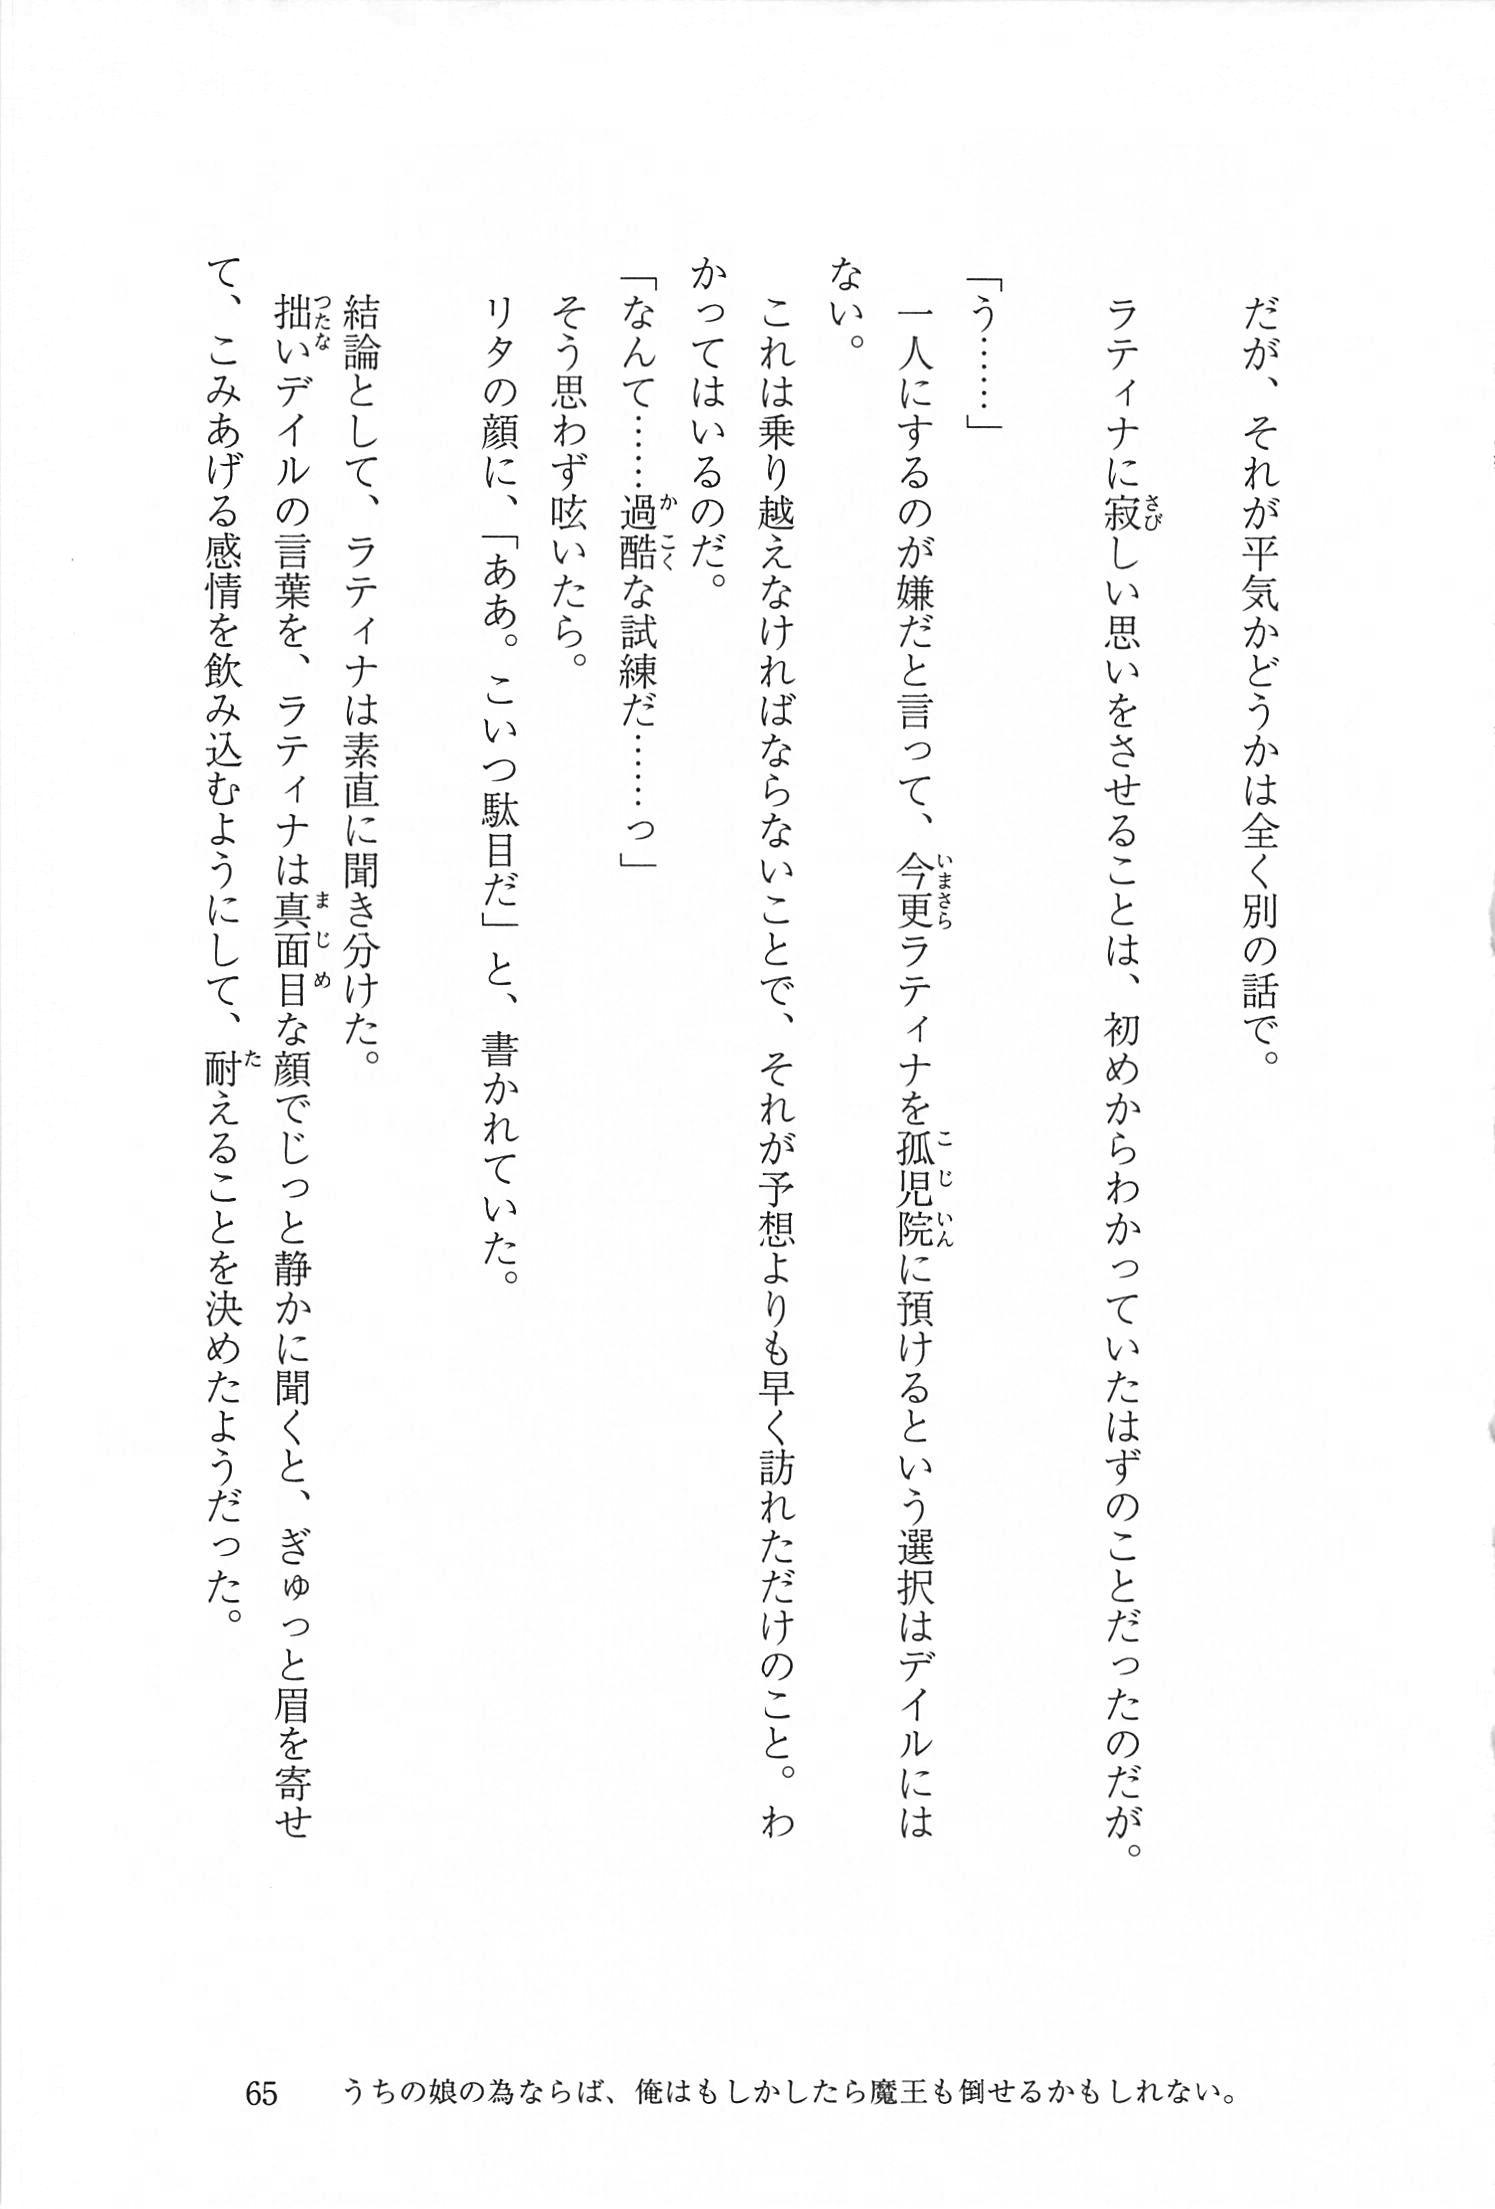 だが、それが平気かどうかは全く別の話で。
ラティナに寂しい思いをさせることは、初めからわかっていたはずのことだったのだが。
「う……」
一人にするのが嫌だと言って、今更ラティナを孤児院に預けるという選択はデイルには
ない。
これは乗り越えなければならないことで、それが予想よりも早く訪れただけのこと。わ
かってはいるのだ。
「なんて……過酷な試練だ……っ」
そう思わず呟いたら。
リタの顔に、「ああ。こいつ駄目だ」と、書かれていた。
結論として、ラティナは素直に聞き分けた。
拙いデイルの言葉を、ラティナは真面目な顔でじっと静かに聞くと、ぎゅっと眉を寄せ
て、こみあげる感情を飲み込むようにして、耐えることを決めたようだった。
65 うちの娘の為ならば、俺はもしかしたら魔王も倒せるかもしれない。